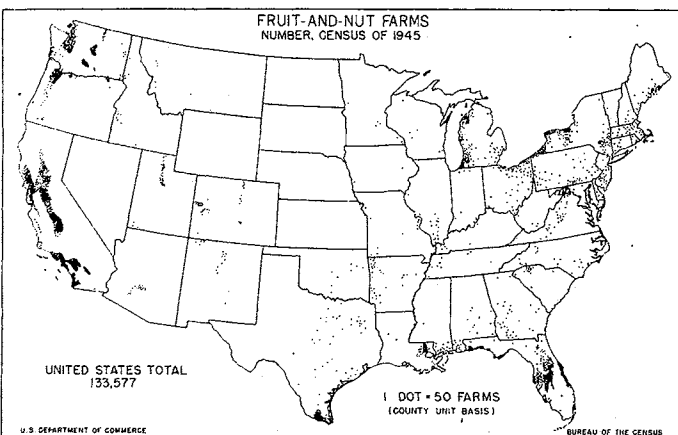 FRUIT-AND-NUT FARMS
NUMBER, CENSUS OF 1945
UNITED STATES TOTAL
133,577
1 DOT = 50 FARMS
(COUNTY UNIT BASIS)
U.S. DEPARTMENT OF COMMERCE
BUREAU OF THE CENSUS